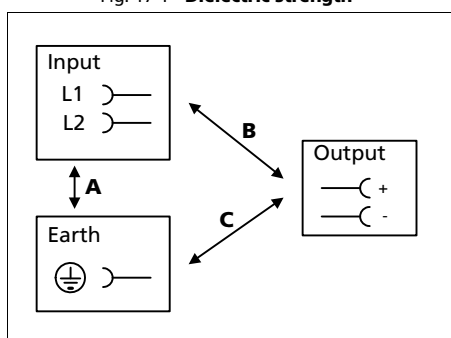 Fig. 17-1 Dielectric strength
Input
L1
L2
B
Output
+
-
A
C
Earth